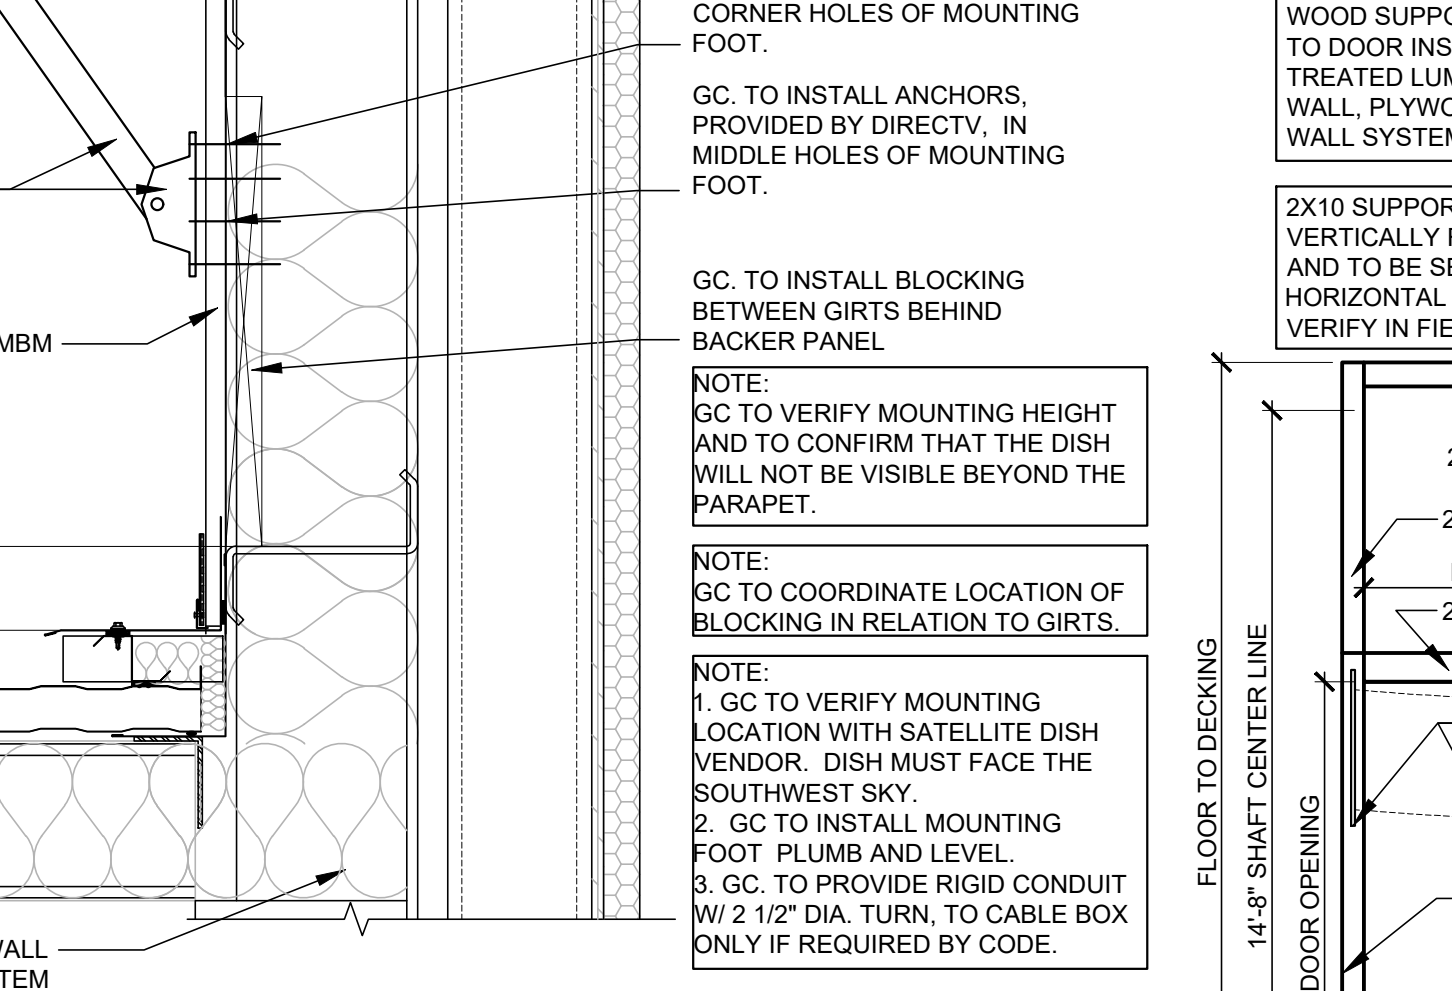 CORNER HOLES OF MOUNTING
FOOT.
GC. TO INSTALL ANCHORS,
PROVIDED BY DIRECTV, IN
MIDDLE HOLES OF MOUNTING
FOOT.
GC. TO INSTALL BLOCKING
BETWEEN GIRTS BEHIND
BACKER PANEL
NOTE:
GC TO VERIFY MOUNTING HEIGHT
AND TO CONFIRM THAT THE DISH
WILL NOT BE VISIBLE BEYOND THE
PARAPET.
NOTE:
GC TO COORDINATE LOCATION OF
BLOCKING IN RELATION TO GIRTS.
NOTE:
1. GC TO VERIFY MOUNTING
LOCATION WITH SATELLITE DISH
VENDOR. DISH MUST FACE THE
SOUTHWEST SKY.
2. GC TO INSTALL MOUNTING
FOOT PLUMB AND LEVEL.
3. GC. TO PROVIDE RIGID CONDUIT
W/ 2 1/2" DIA. TURN, TO CABLE BOX
ONLY IF REQUIRED BY CODE.
MBM
WALL
TEM
WOOD SUPPO
TO DOOR INS
TREATED LUM
WALL, PLYWO
WALL SYSTEM
2X10 SUPPOR
VERTICALLY
AND TO BE SE
HORIZONTAL
VERIFY IN FIE
2
2
FLOOR TO DECKING
14'-8" SHAFT CENTER LINE
DOOR OPENING